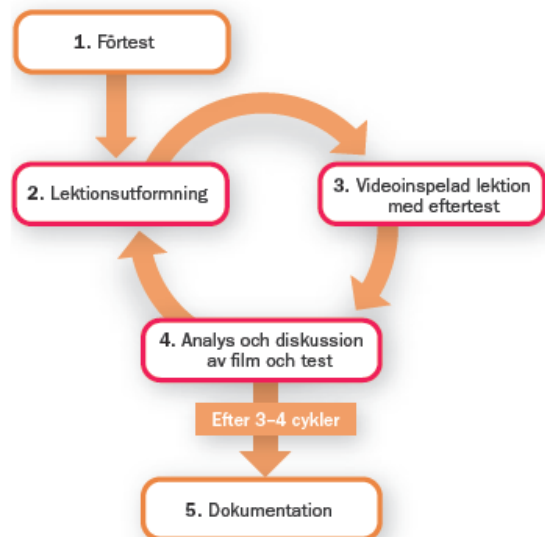 1. Förtest
2. Lektionsutformning
3. Videoinspelad lektion
med eftertest
4. Analys och diskussion
av film och test
Efter 3–4 cykler
5. Dokumentation